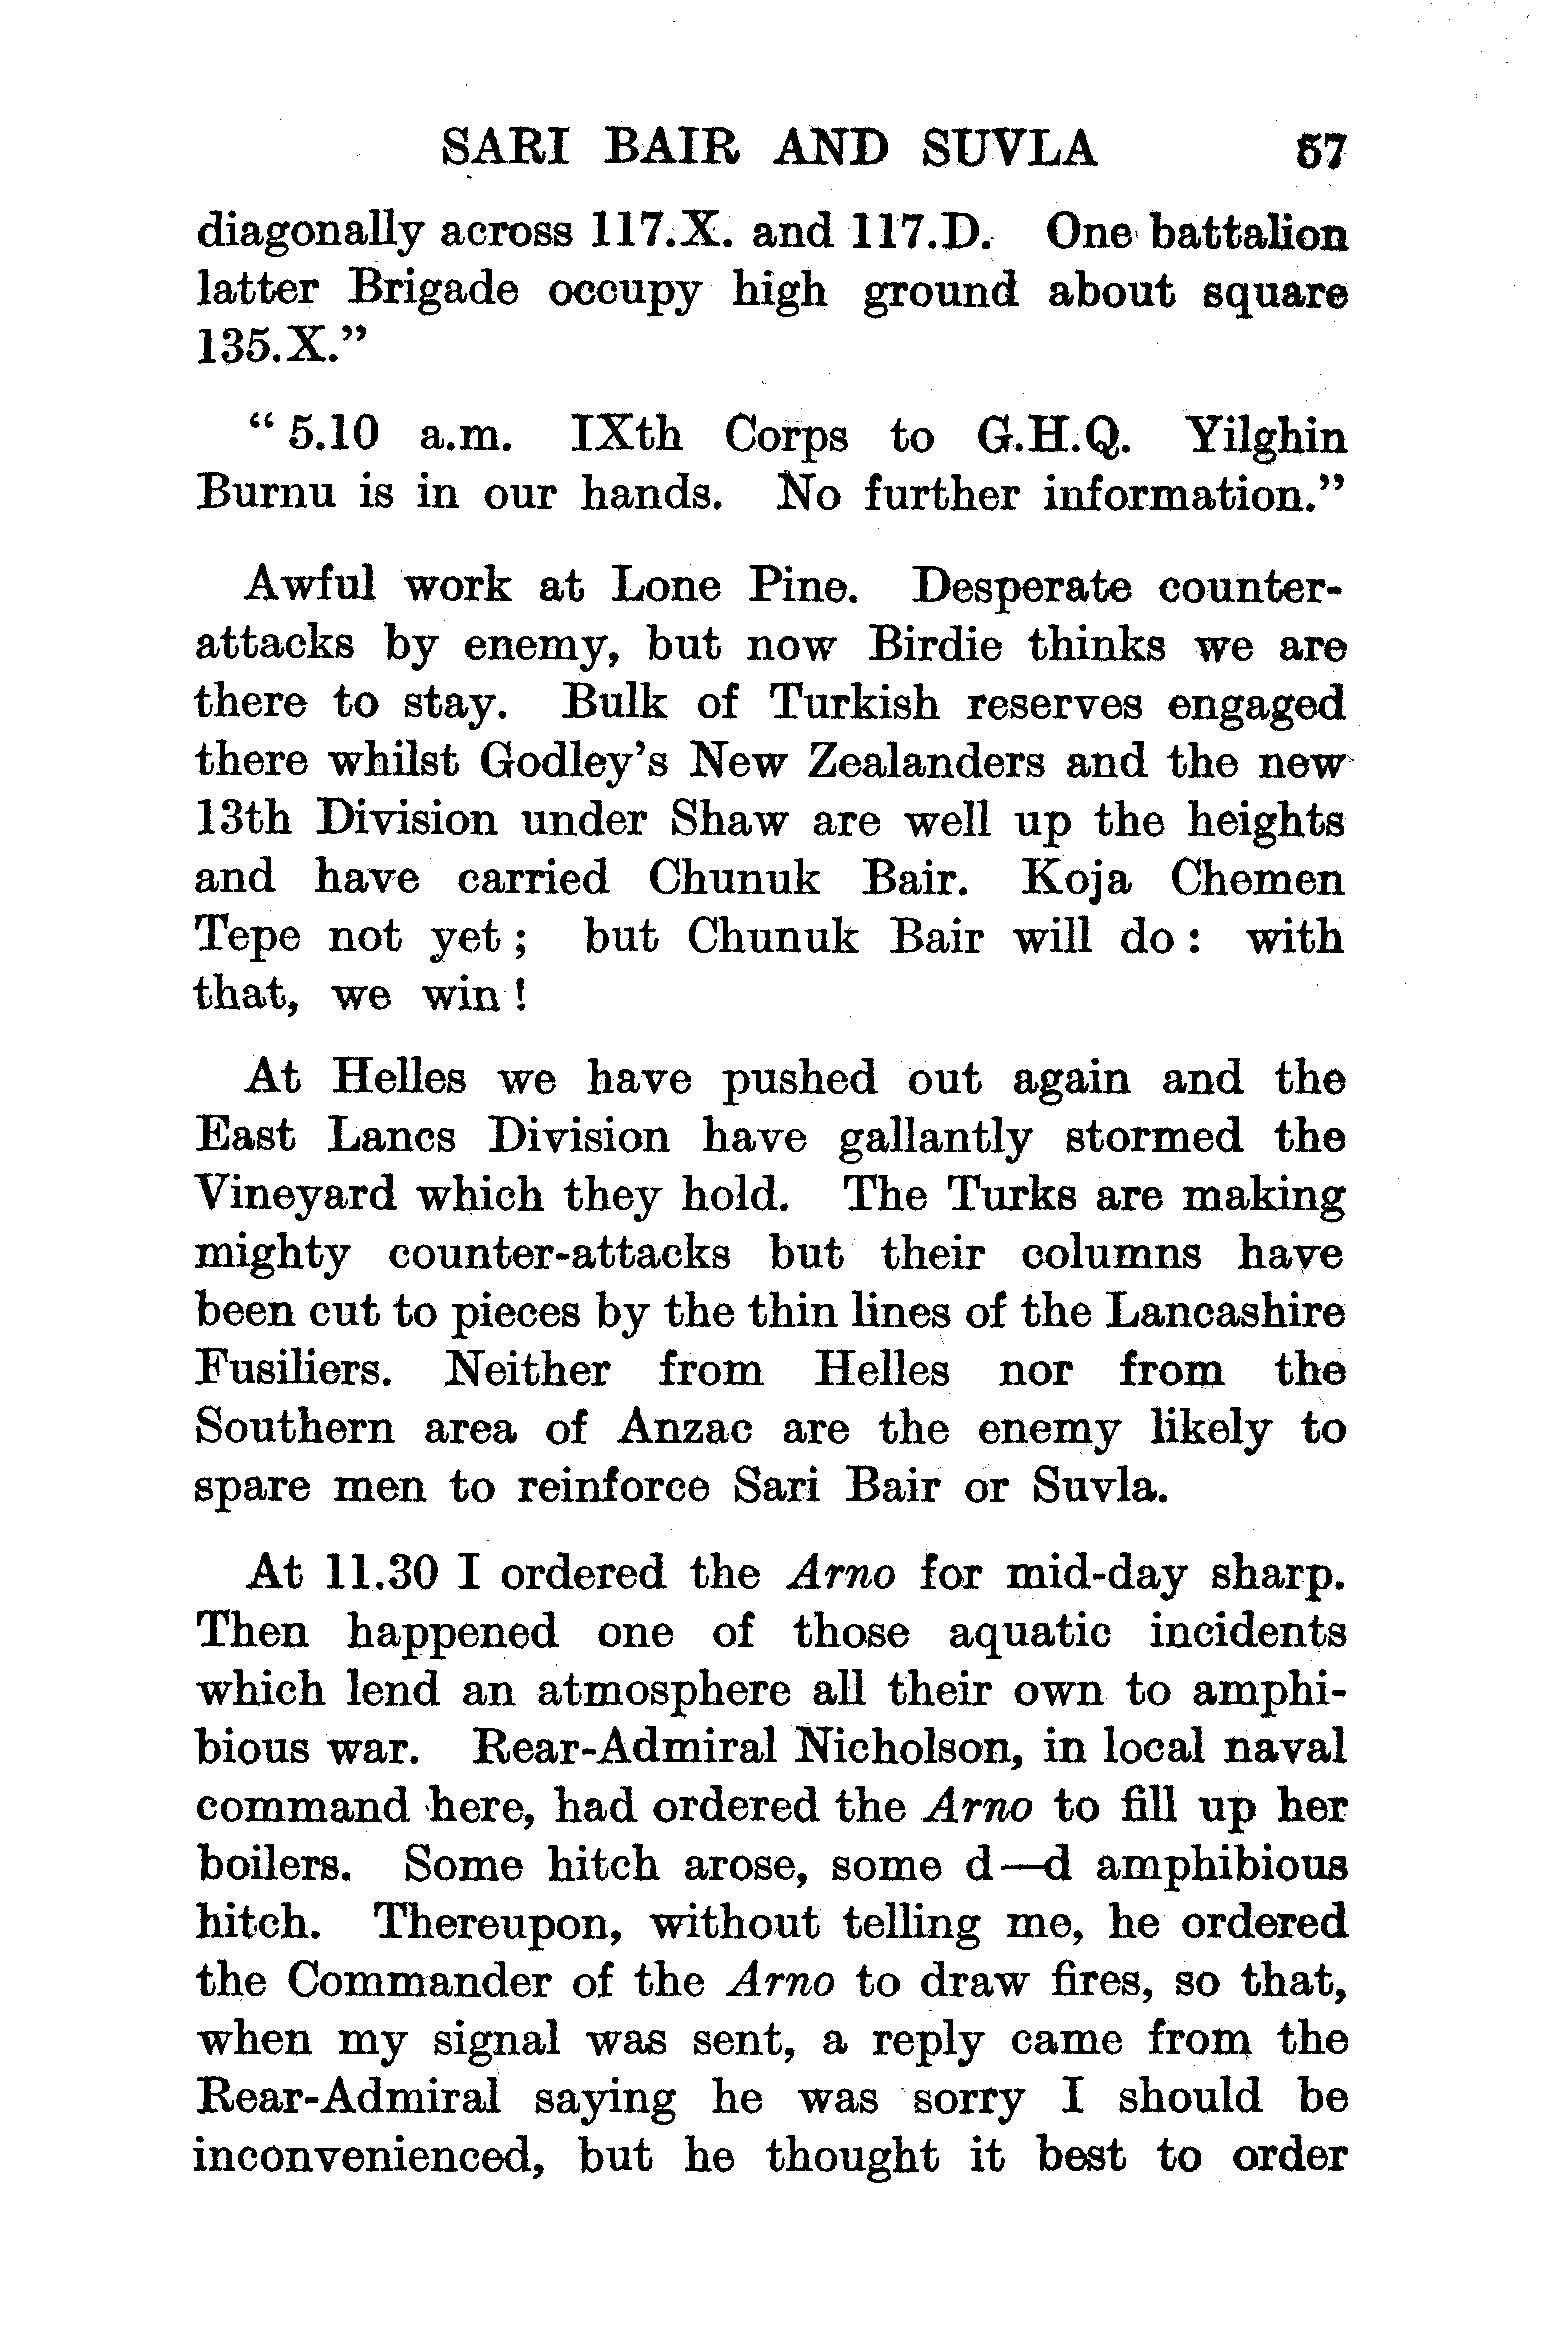 SARI BAIR AND SUVLA 57
diagonally across 117.X. and 117.D. One battalion
latter Brigade occupy high ground about square
135.X.”
“ 5.10 a.m. IXth Corps to G.H.Q. Yilghin
Burnu is in our hands. No further information.”
Awful work at Lone Pine. Desperate counter-
attacks by enemy, but now Birdie thinks we are
there to stay. Bulk of Turkish reserves engaged
there whilst Godley’s New Zealanders and the new
13th Division under Shaw are well up the heights
and have carried Chunuk Bair. Koja Chemen
Tepe not yet ; but Chunuk Bair will do : with
that, we win !
At Helles we have pushed out again and the
East Lancs Division have gallantly stormed the
Vineyard which they hold. The Turks are making
mighty counter-attacks but their columns have
been cut to pieces by the thin lines of the Lancashire
Fusiliers. Neither from Helles nor from the
Southern area of Anzac are the enemy likely to
spare men to reinforce Sari Bair or Suvla.
At 11.30 I ordered the Arno for mid-day sharp.
Then happened one of those aquatic incidents
which lend an atmosphere all their own to amphi-
bious war. Rear-Admiral Nicholson, in local naval
command here, had ordered the Arno to fill up her
boilers. Some hitch arose, some d—d amphibious
hitch. Thereupon, without telling me, he ordered
the Commander of the Arno to draw fires, so that,
when my signal was sent, a reply came from the
Rear-Admiral saying he was sorry I should be
inconvenienced, but he thought it best to order